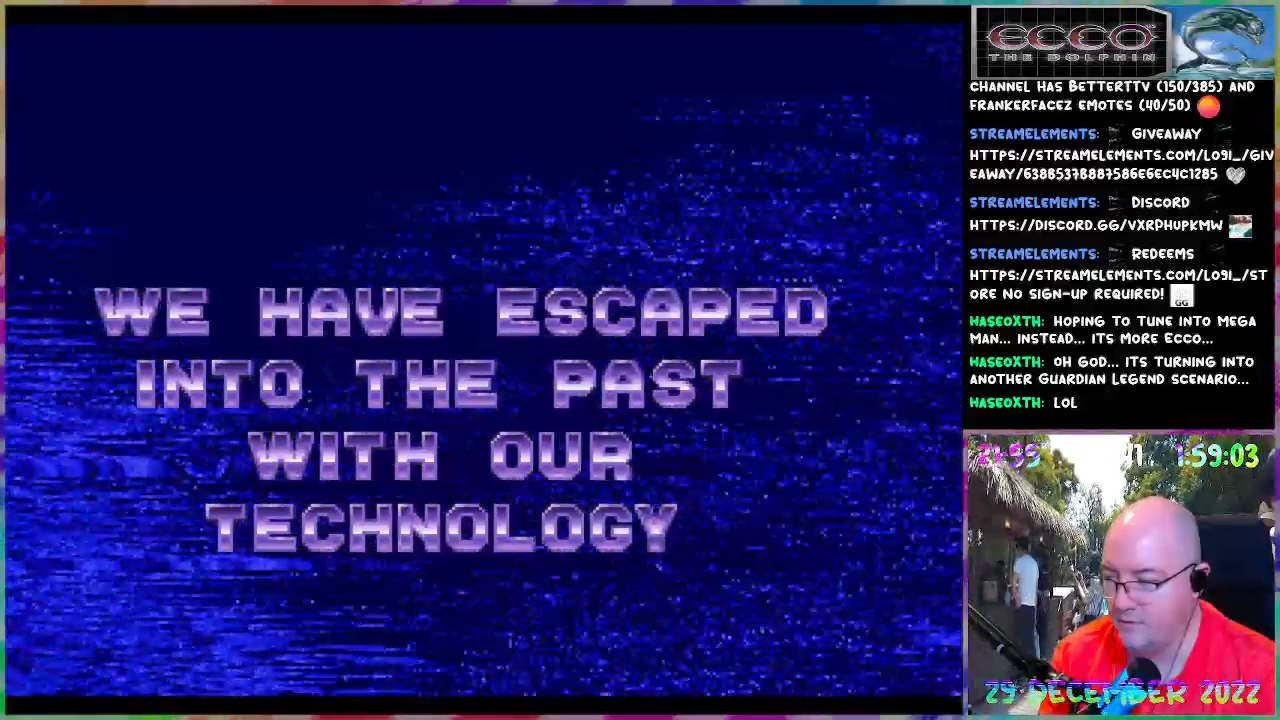 WE HAVE ESCAPED
INTO THE PAST
WITH OUR
TECHNOLOGY
ECCO
THE DOLPHIN
CHANNEL HAS BETTERTTV (150/385) AND
FRANKERFACEZ EMOTES (40/50)
STREAMELEMENTS: GIVEAWAY
HTTPS://STREAMELEMENTS.COM/LO9I_/GIV
EAWAY/638B537B887586E6EC4C1285
STREAMELEMENTS: DISCORD
HTTPS://DISCORD.GG/VXRPHUPKMW
STREAMELEMENTS: REDEEMS
HTTPS://STREAMELEMENTS.COM/LO9I_/ST
ORE NO SIGN-UP REQUIRED!
GG
HASEOXTH: HOPING TO TUNE INTO MEGA
MAN... INSTEAD... ITS MORE ECCO...
HASEOXTH: OH GOD... ITS TURNING INTO
ANOTHER GUARDIAN LEGEND SCENARIO...
HASEOXTH: LOL
1:59:03
29 DECEMBER 2022